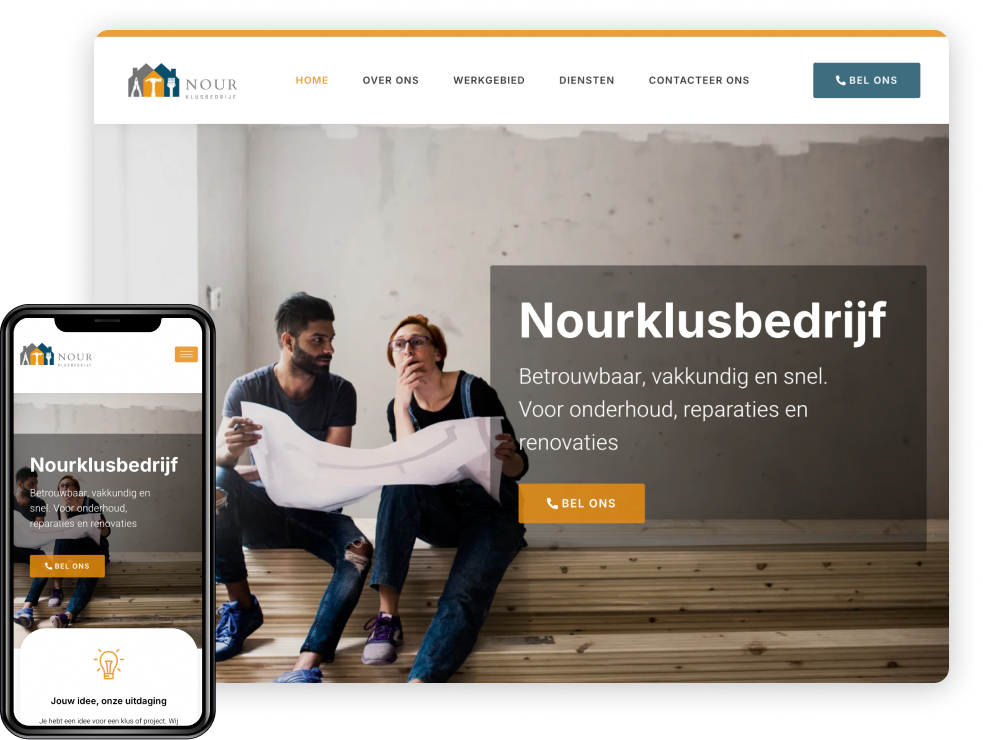 NOUR
KLUSBEDRIJF
HOME
OVER ONS
WERKGEBIED
DIENSTEN
CONTACTEER ONS
BEL ONS
Nourklusbedrijf
Betrouwbaar, vakkundig en snel.
Voor onderhoud, reparaties en
renovaties
BEL ONS
NOUR
KLUSBEDRIJF
Nourklusbedrijf
Betrouwbaar, vakkundig en
snel. Voor onderhoud,
reparaties en renovaties
BEL ONS
Jouw idee, onze uitdaging
Je hebt een idee voor een klus of project. Wij